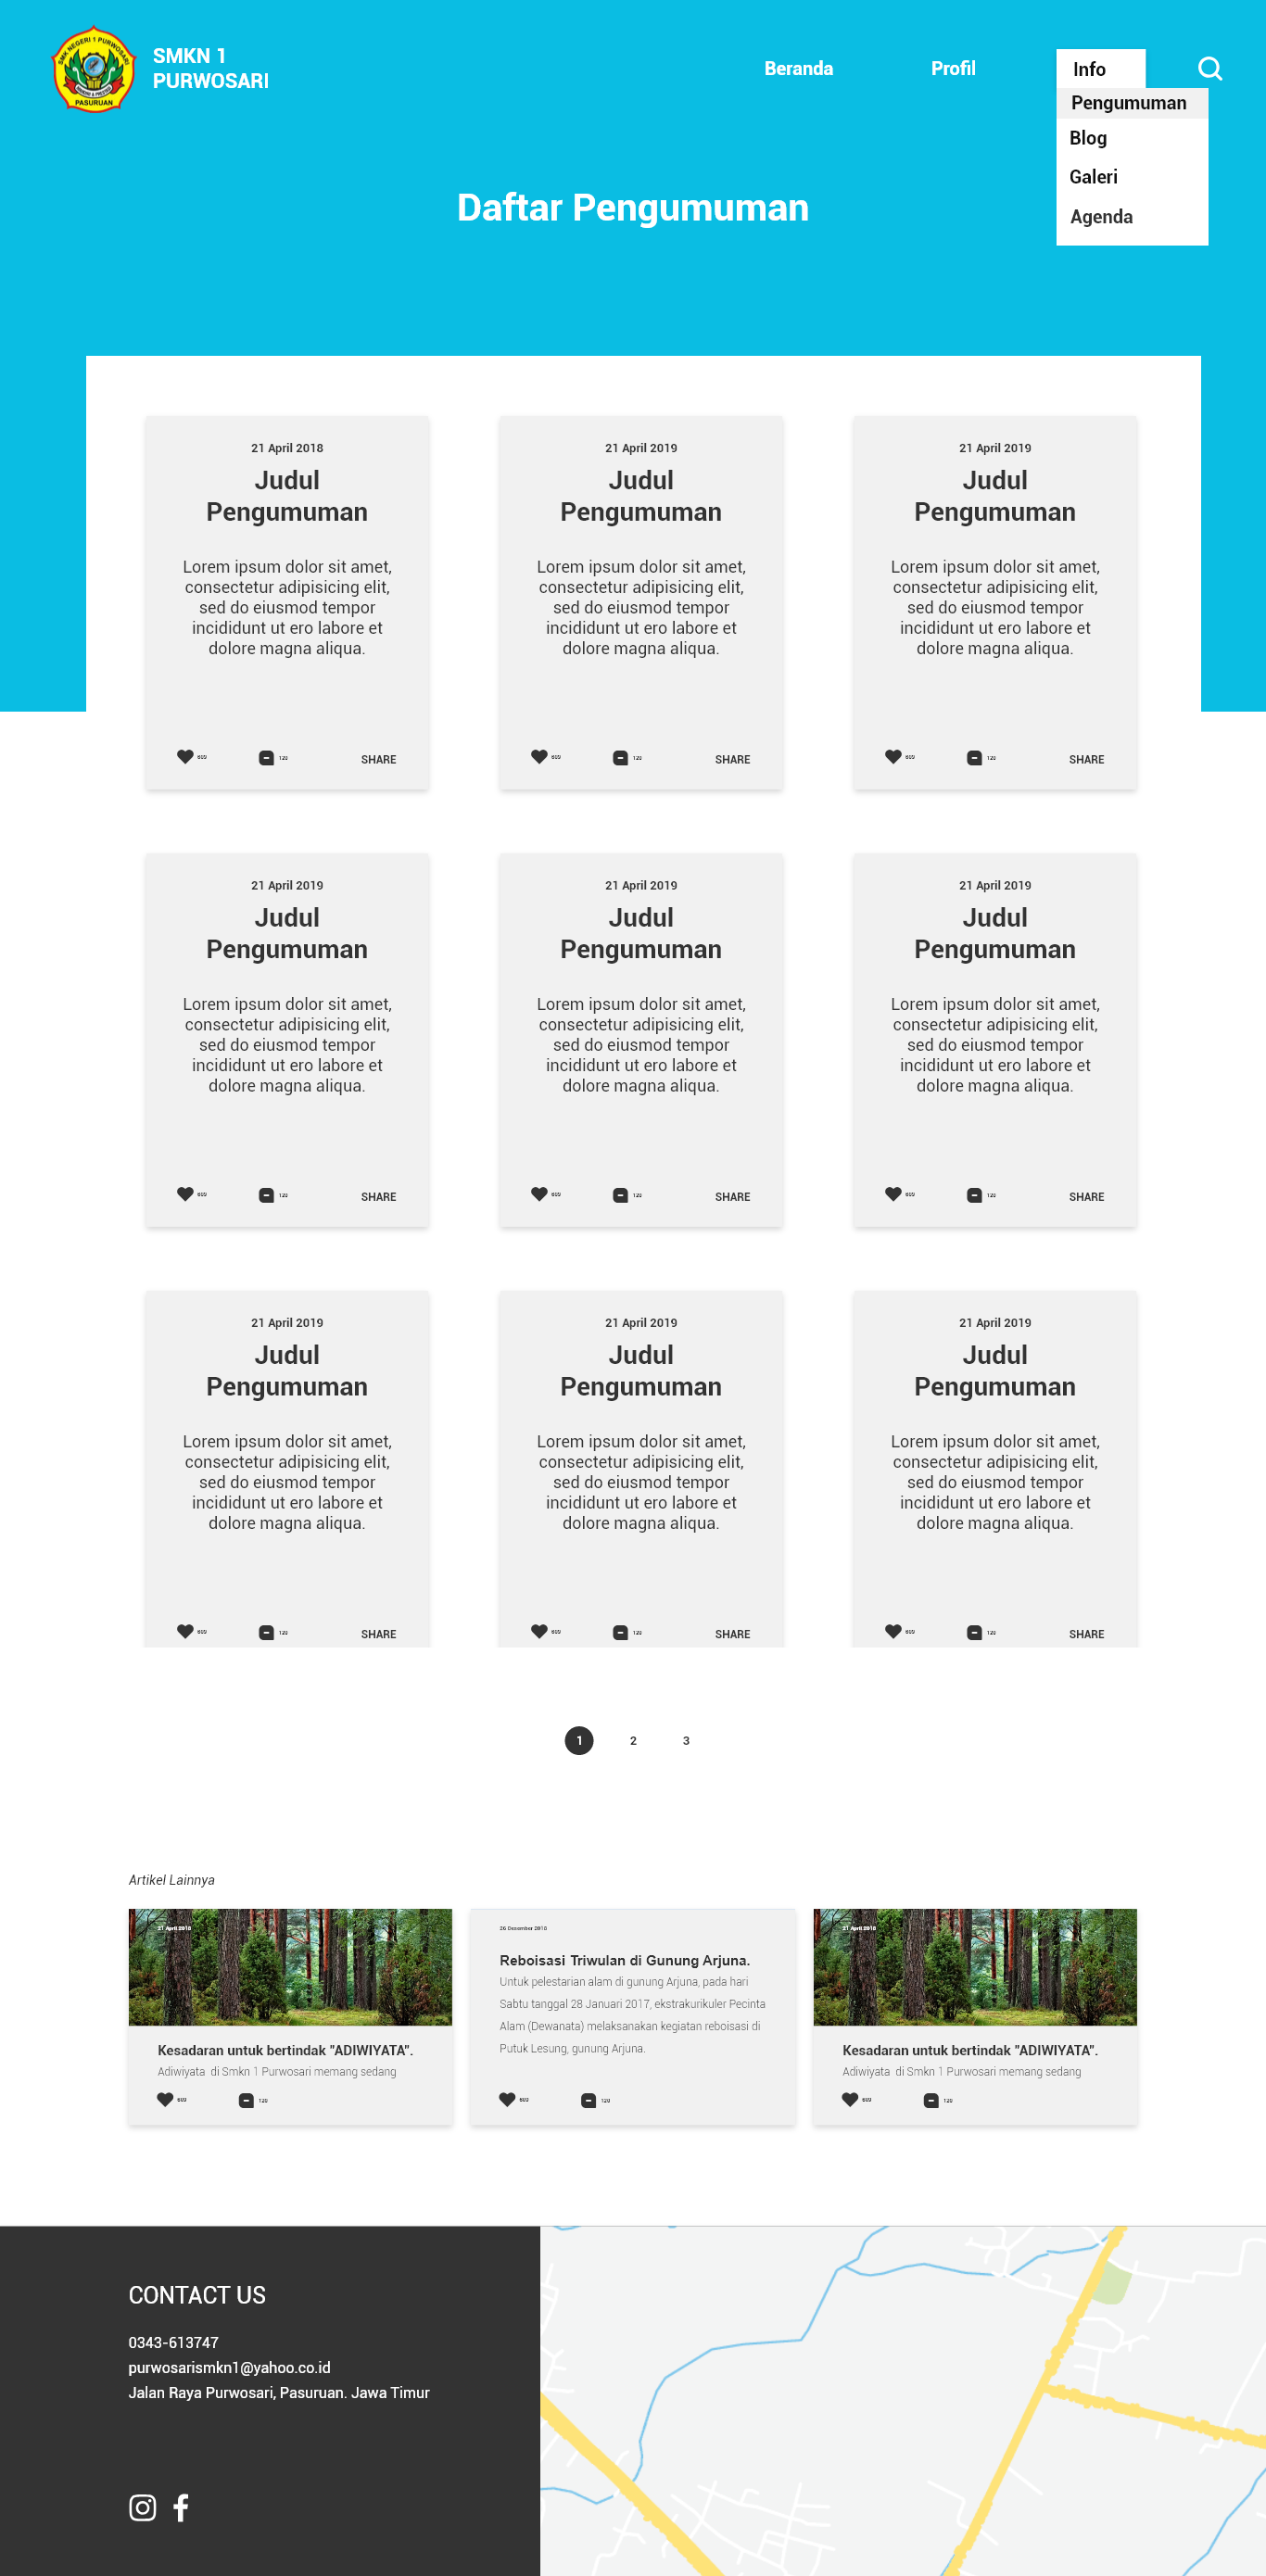 SMK NEGERI 1 PURWOSARI
PASURUAN
SMKN 1
PURWOSARI
Beranda
Profil
Info
Pengumuman
Blog
Galeri
Agenda
Daftar Pengumuman
21 April 2018
Judul
Pengumuman
Lorem ipsum dolor sit amet,
consectetur adipisicing elit,
sed do eiusmod tempor
incididunt ut ero labore et
dolore magna aliqua.
SHARE
21 April 2019
Judul
Pengumuman
Lorem ipsum dolor sit amet,
consectetur adipisicing elit,
sed do eiusmod tempor
incididunt ut ero labore et
dolore magna aliqua.
SHARE
21 April 2019
Judul
Pengumuman
Lorem ipsum dolor sit amet,
consectetur adipisicing elit,
sed do eiusmod tempor
incididunt ut ero labore et
dolore magna aliqua.
SHARE
21 April 2019
Judul
Pengumuman
Lorem ipsum dolor sit amet,
consectetur adipisicing elit,
sed do eiusmod tempor
incididunt ut ero labore et
dolore magna aliqua.
SHARE
21 April 2019
Judul
Pengumuman
Lorem ipsum dolor sit amet,
consectetur adipisicing elit,
sed do eiusmod tempor
incididunt ut ero labore et
dolore magna aliqua.
SHARE
21 April 2019
Judul
Pengumuman
Lorem ipsum dolor sit amet,
consectetur adipisicing elit,
sed do eiusmod tempor
incididunt ut ero labore et
dolore magna aliqua.
SHARE
21 April 2019
Judul
Pengumuman
Lorem ipsum dolor sit amet,
consectetur adipisicing elit,
sed do eiusmod tempor
incididunt ut ero labore et
dolore magna aliqua.
SHARE
21 April 2019
Judul
Pengumuman
Lorem ipsum dolor sit amet,
consectetur adipisicing elit,
sed do eiusmod tempor
incididunt ut ero labore et
dolore magna aliqua.
SHARE
21 April 2019
Judul
Pengumuman
Lorem ipsum dolor sit amet,
consectetur adipisicing elit,
sed do eiusmod tempor
incididunt ut ero labore et
dolore magna aliqua.
SHARE
1 2 3
Artikel Lainnya
21 April 2018
Kesadaran untuk bertindak "ADIWIYATA".
Adiwiyata di Smkn 1 Purwosari memang sedang
26 Desember 2018
Reboisasi Triwulan di Gunung Arjuna.
Untuk pelestarian alam di gunung Arjuna, pada hari
Sabtu tanggal 28 Januari 2017, ekstrakurikuler Pecinta
Alam (Dewanata) melaksanakan kegiatan reboisasi di
Putuk Lesung, gunung Arjuna.
21 April 2018
Kesadaran untuk bertindak "ADIWIYATA".
Adiwiyata di Smkn 1 Purwosari memang sedang
CONTACT US
0343-613747
purwosarismkn1@yahoo.co.id
Jalan Raya Purwosari, Pasuruan. Jawa Timur